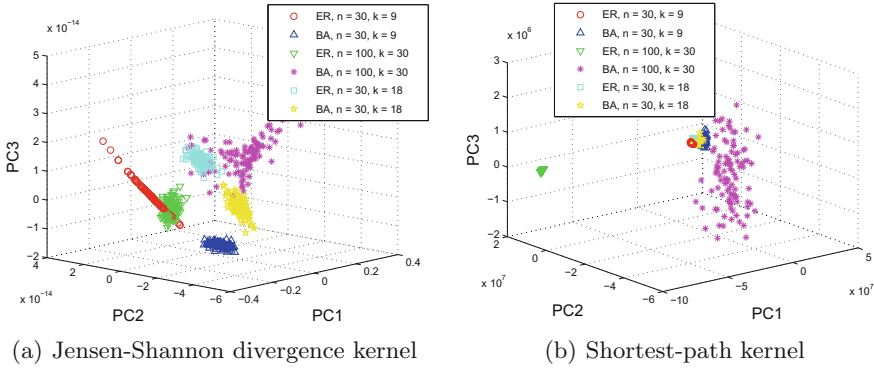 x 10⁻¹⁴
5
4
3
2
1
0
−1
−2
PC3
4
2
0
−2
−4
−6
x 10⁻¹⁴
PC2
−0.4
−0.2
0
0.2
0.4
PC1
ER, n = 30, k = 9
BA, n = 30, k = 9
ER, n = 100, k = 30
BA, n = 100, k = 30
ER, n = 30, k = 18
BA, n = 30, k = 18
(a) Jensen-Shannon divergence kernel
x 10⁶
3
2
1
0
−1
−2
PC3
2
0
−2
−4
−6
x 10⁷
PC2
−10
−5
0
5
x 10⁷
PC1
ER, n = 30, k = 9
BA, n = 30, k = 9
ER, n = 100, k = 30
BA, n = 100, k = 30
ER, n = 30, k = 18
BA, n = 30, k = 18
(b) Shortest-path kernel